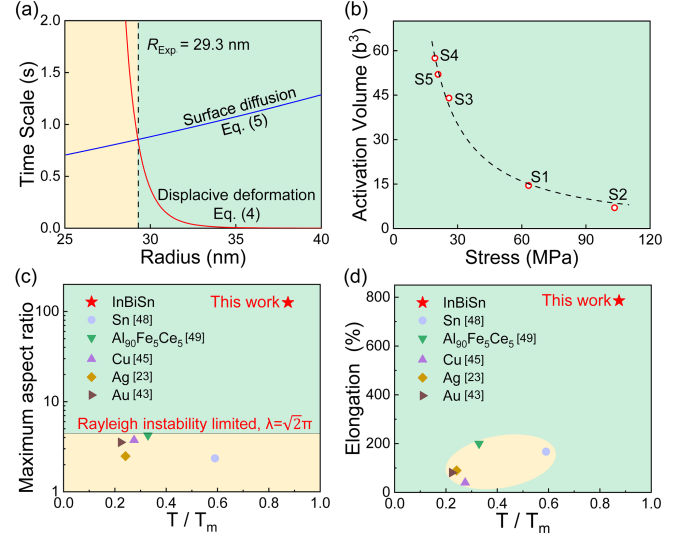 (a)
2.0
1.5
1.0
0.5
0.0
Time Scale (s)
R_Exp = 29.3 nm
Surface diffusion
Eq. (5)
Displacive deformation
Eq. (4)
25 30 35 40
Radius (nm)
(b)
60
45
30
15
0
Activation Volume (b³)
S4
S5
S3
S1
S2
0 30 60 90 120
Stress (MPa)
(c)
100
10
1
Maximum aspect ratio
InBiSn
This work
Sn [48]
Al₉₀Fe₅Ce₅ [49]
Cu [45]
Ag [23]
Au [43]
Rayleigh instability limited, λ=√2π
0.0 0.2 0.4 0.6 0.8 1.0
T / Tₘ
(d)
800
600
400
200
0
Elongation (%)
InBiSn
This work
Sn [48]
Al₉₀Fe₅Ce₅ [49]
Cu [45]
Ag [23]
Au [43]
0.0 0.2 0.4 0.6 0.8 1.0
T / Tₘ